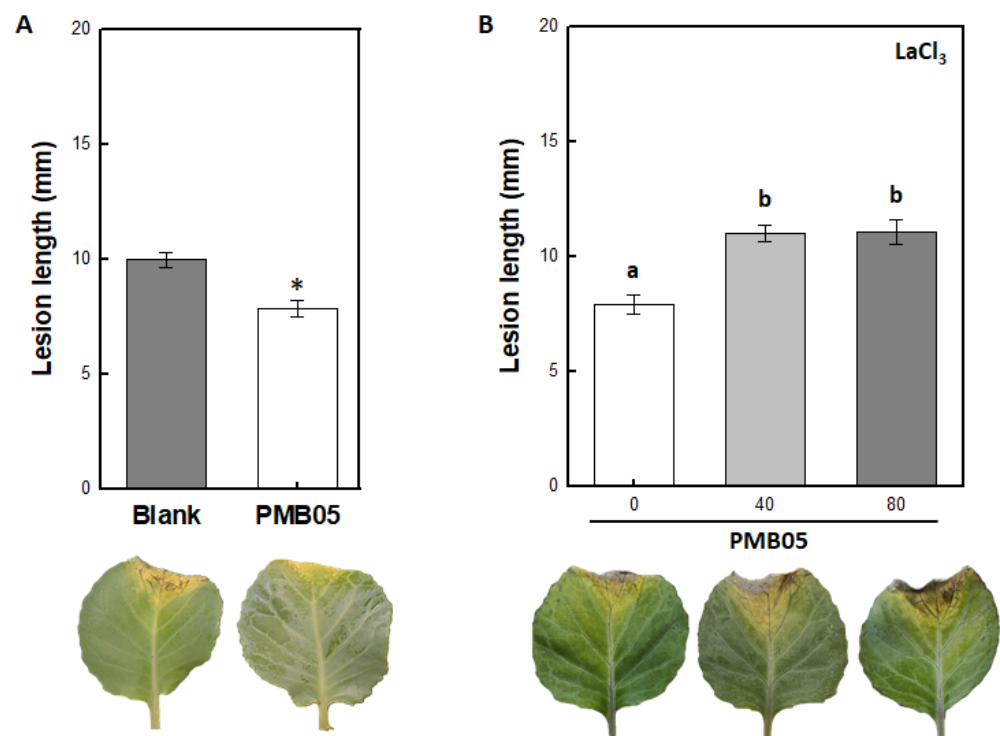 A
Lesion length (mm)
20
15
10
5
0
*
Blank PMB05
B
Lesion length (mm)
20
15
10
5
0
LaCl₃
a
b
b
0 40 80
PMB05